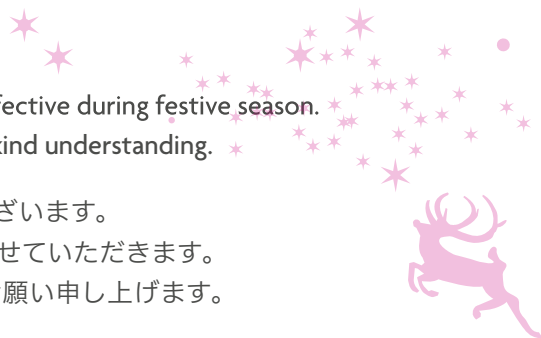 fective during festive season.
kind understanding.
ざいます。
せていただきます。
願い申し上げます。